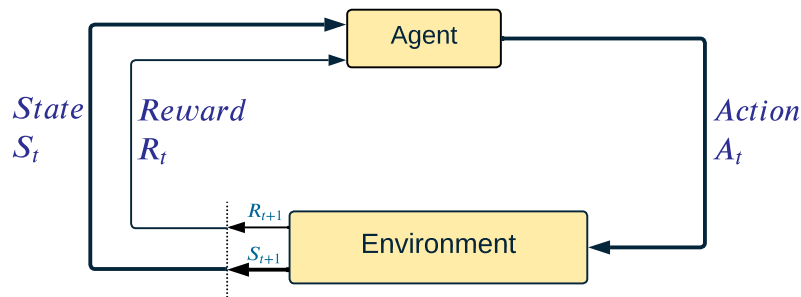 Agent
State
S_t
Reward
R_t
Action
A_t
R_{t+1}
S_{t+1}
Environment